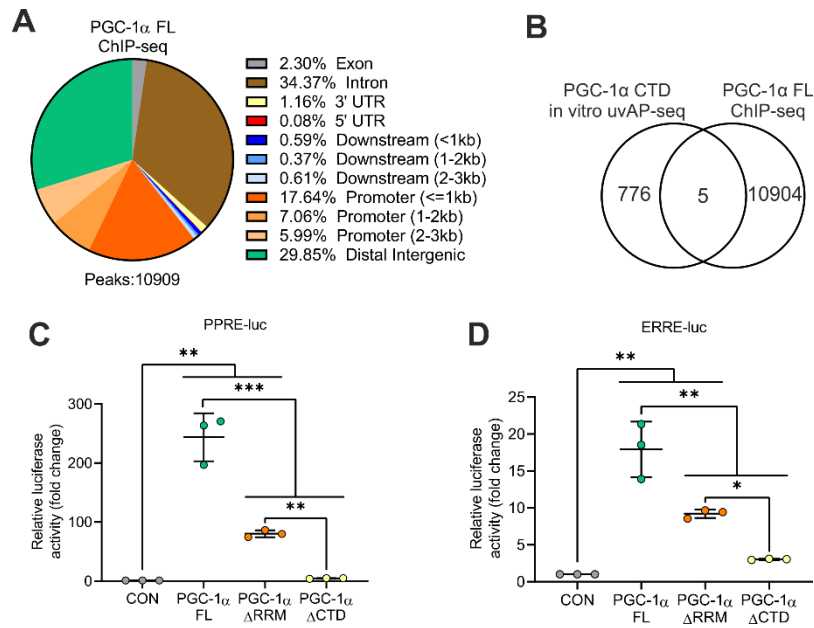 A
PGC-1α FL
ChIP-seq
2.30% Exon
34.37% Intron
1.16% 3' UTR
0.08% 5' UTR
0.59% Downstream (<1kb)
0.37% Downstream (1-2kb)
0.61% Downstream (2-3kb)
17.64% Promoter (<=1kb)
7.06% Promoter (1-2kb)
5.99% Promoter (2-3kb)
29.85% Distal Intergenic
Peaks:10909
B
PGC-1α CTD
in vitro uvAP-seq
PGC-1α FL
ChIP-seq
776
5
10904
C
PPRE-luc
**
***
**
Relative luciferase
activity (fold change)
300
200
100
0
CON
PGC-1α
FL
PGC-1α
ΔRRM
PGC-1α
ΔCTD
D
ERRE-luc
**
**
*
Relative luciferase
activity (fold change)
25
20
15
10
5
0
CON
PGC-1α
FL
PGC-1α
ΔRRM
PGC-1α
ΔCTD